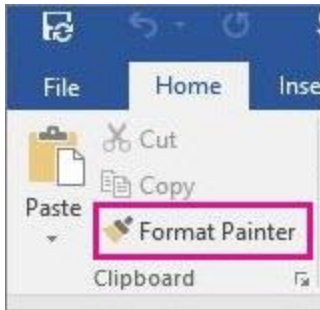 File Home Inse
Cut
Copy
Paste
Format Painter
Clipboard